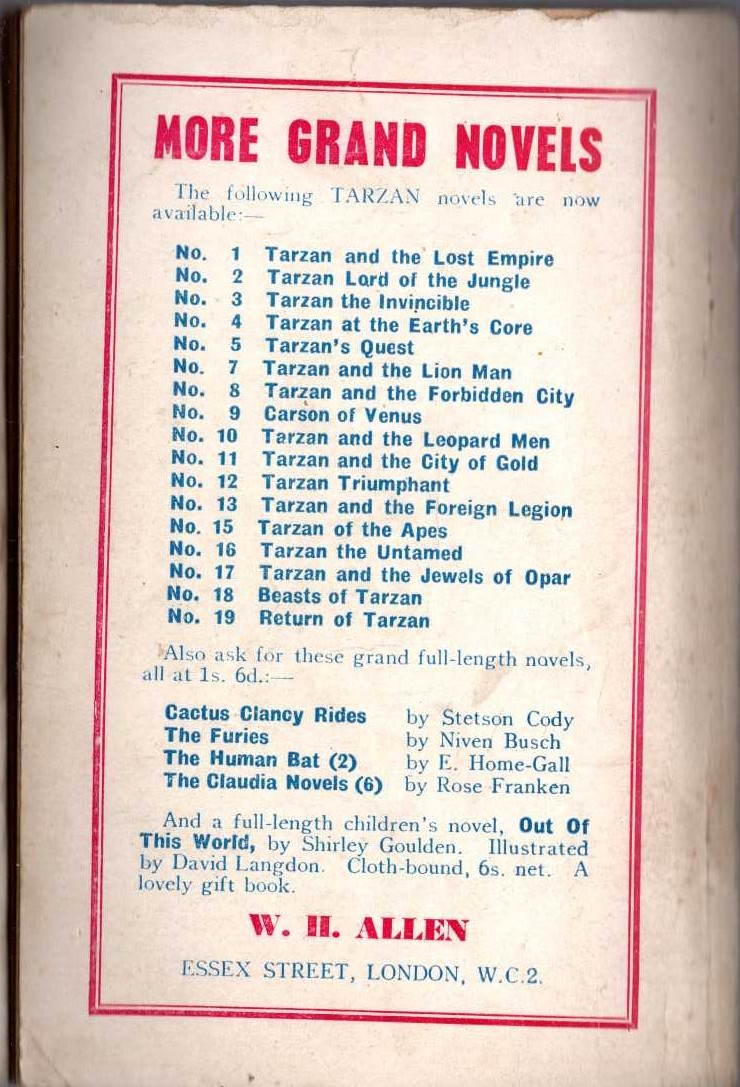 MORE GRAND NOVELS
The following TARZAN novels are now
available:—
No. 1 Tarzan and the Lost Empire
No. 2 Tarzan Lord of the Jungle
No. 3 Tarzan the Invincible
No. 4 Tarzan at the Earth's Core
No. 5 Tarzan's Quest
No. 7 Tarzan and the Lion Man
No. 8 Tarzan and the Forbidden City
No. 9 Carson of Venus
No. 10 Tarzan and the Leopard Men
No. 11 Tarzan and the City of Gold
No. 12 Tarzan Triumphant
No. 13 Tarzan and the Foreign Legion
No. 15 Tarzan of the Apes
No. 16 Tarzan the Untamed
No. 17 Tarzan and the Jewels of Opar
No. 18 Beasts of Tarzan
No. 19 Return of Tarzan
Also ask for these grand full-length novels,
all at 1s. 6d.:—
Cactus Clancy Rides by Stetson Cody
The Furies by Niven Busch
The Human Bat (2) by E. Home-Gall
The Claudia Novels (6) by Rose Franken
And a full-length children's novel, Out Of
This World, by Shirley Goulden. Illustrated
by David Langdon. Cloth-bound, 6s. net. A
lovely gift book.
W. H. ALLEN
ESSEX STREET, LONDON, W.C.2.